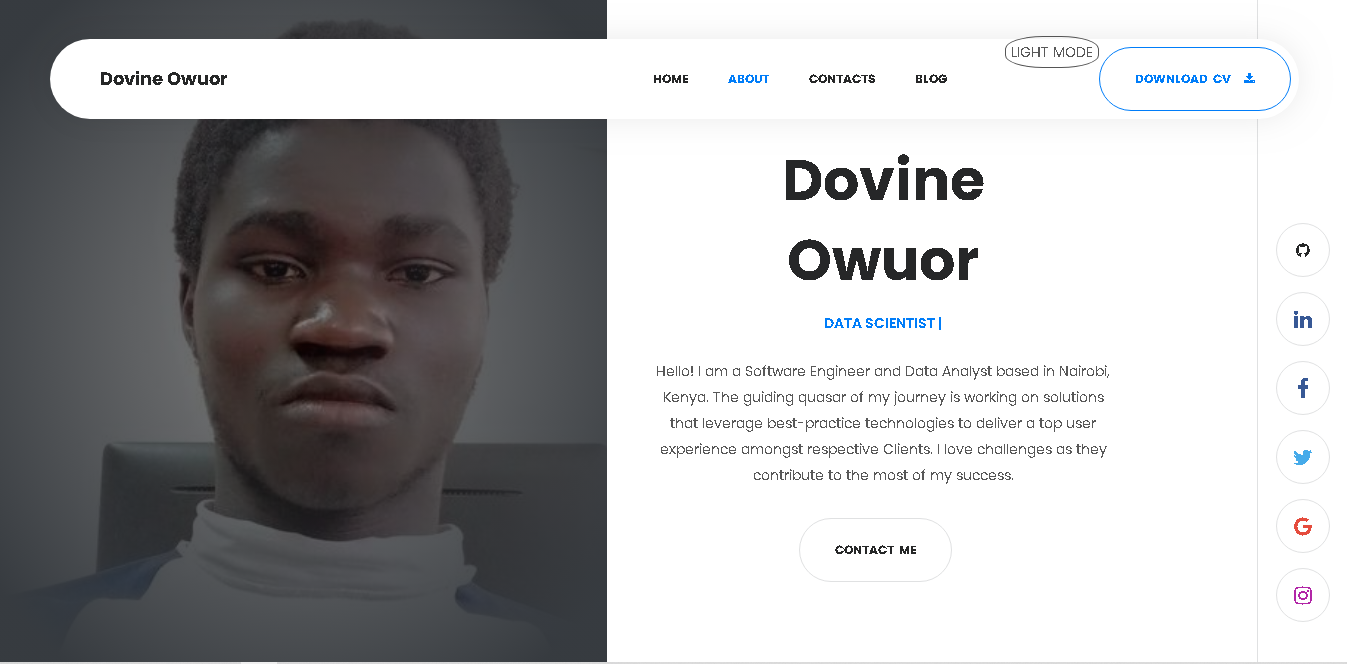 Dovine Owuor
HOME ABOUT CONTACTS BLOG
LIGHT MODE
DOWNLOAD CV
Dovine
Owuor
DATA SCIENTIST |
Hello! I am a Software Engineer and Data Analyst based in Nairobi,
Kenya. The guiding quasar of my journey is working on solutions
that leverage best-practice technologies to deliver a top user
experience amongst respective Clients. I love challenges as they
contribute to the most of my success.
CONTACT ME